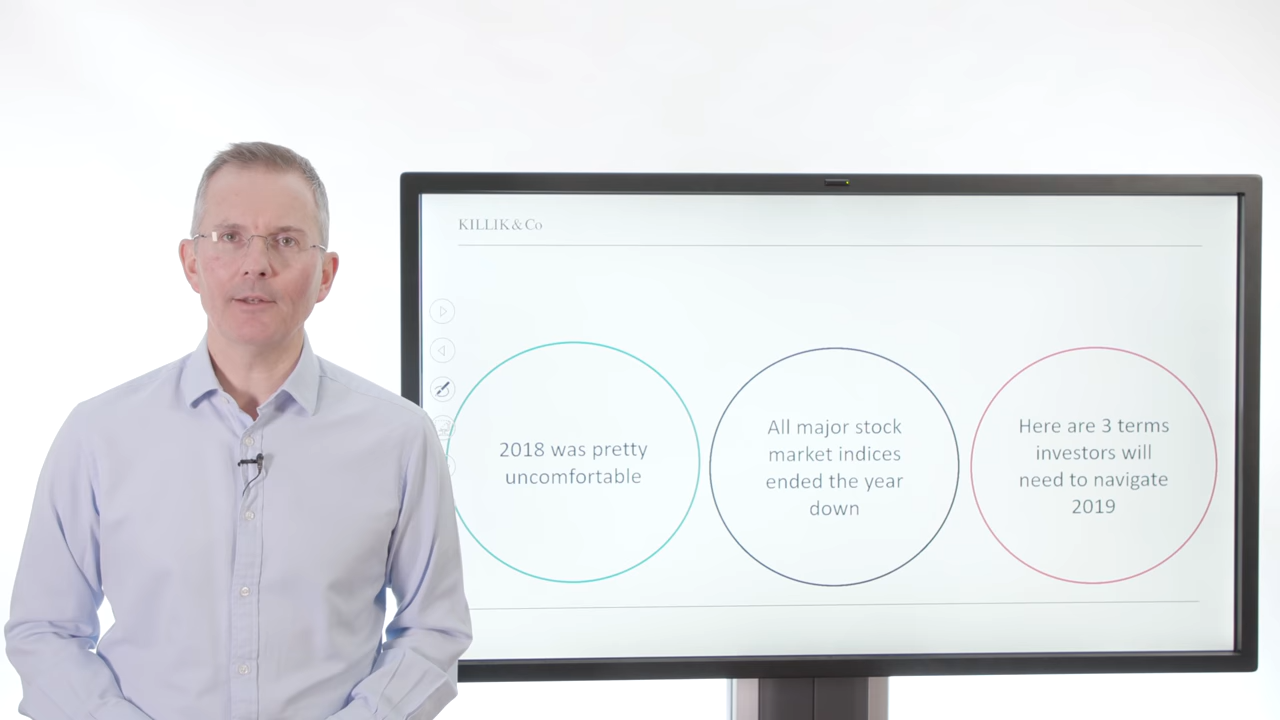 KILLIK & Co
2018 was pretty
uncomfortable
All major stock
market indices
ended the year
down
Here are 3 terms
investors will
need to navigate
2019